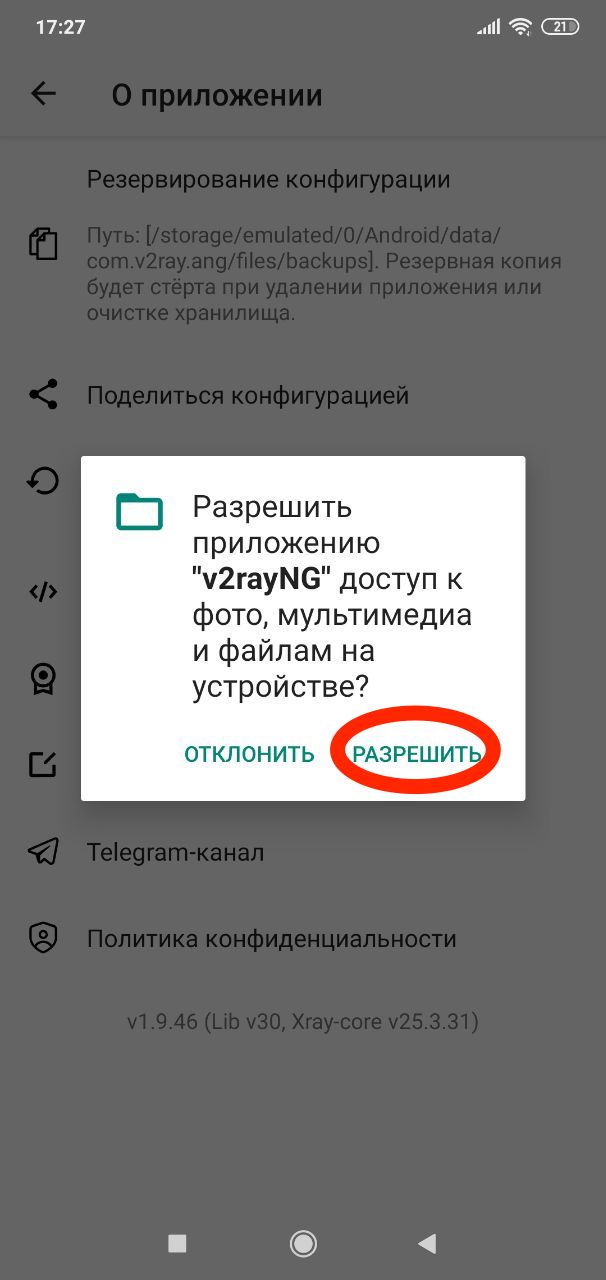 17:27
21
О приложении
Резервирование конфигурации
Путь: [/storage/emulated/0/Android/data/
com.v2ray.ang/files/backups]. Резервная копия
будет стёрта при удалении приложения или
очистке хранилища.
Поделиться конфигурацией
Разрешить
приложению
"v2rayNG" доступ к
фото, мультимедиа
и файлам на
устройстве?
ОТКЛОНИТЬ РАЗРЕШИТЬ
Telegram-канал
Политика конфиденциальности
v1.9.46 (Lib v30, Xray-core v25.3.31)